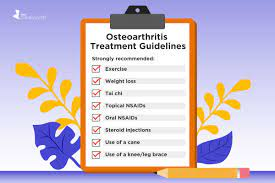 Osteoarthritis
Treatment Guidelines
Strongly recommended:
Exercise
Weight loss
Tai chi
Topical NSAIDs
Oral NSAIDs
Steroid injections
Use of a cane
Use of a knee/leg brace